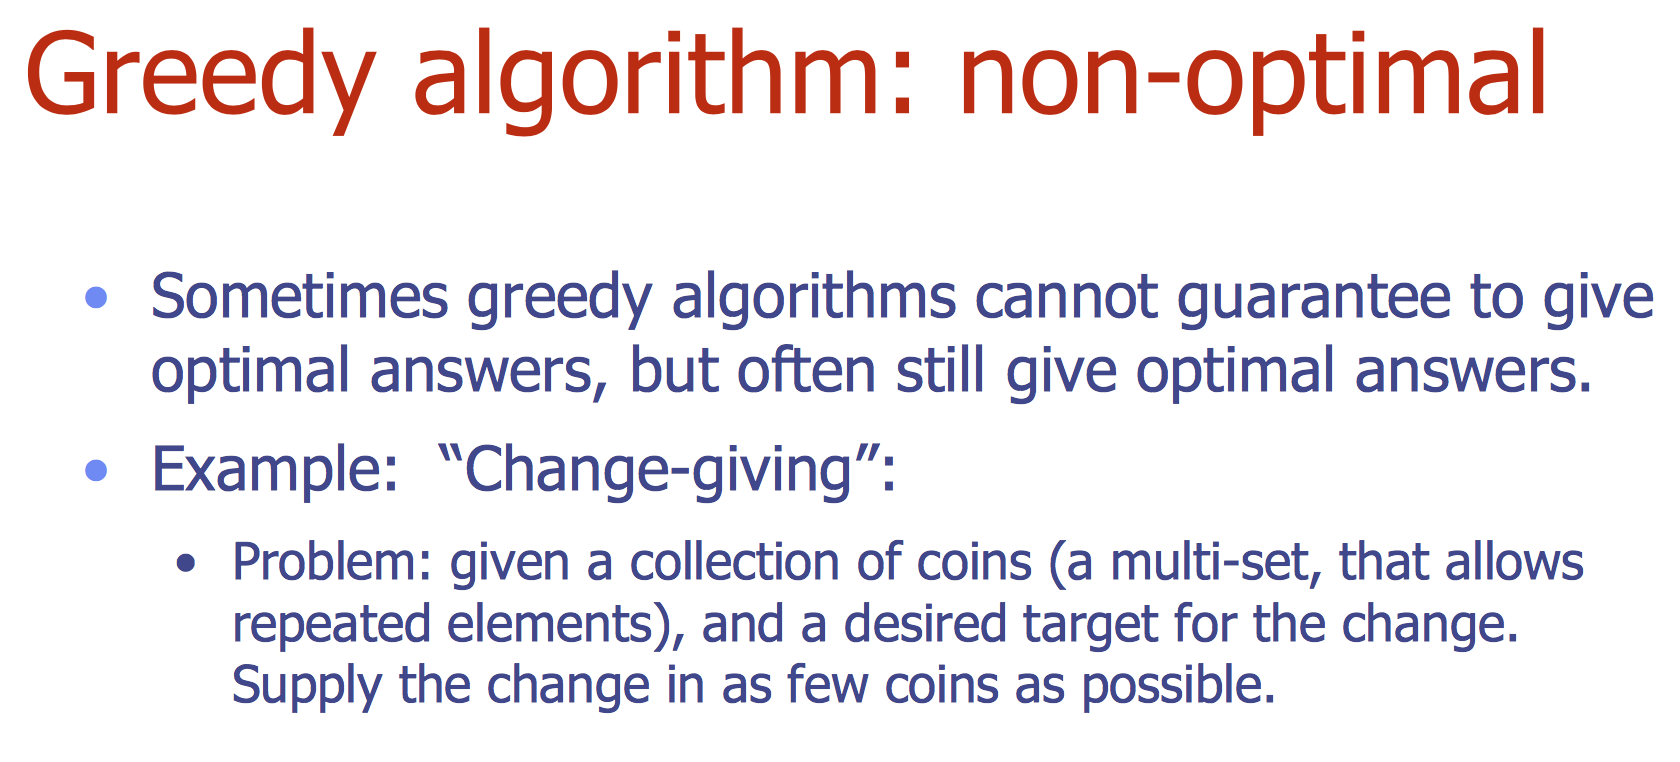 Greedy algorithm: non-optimal
• Sometimes greedy algorithms cannot guarantee to give
optimal answers, but often still give optimal answers.
• Example:  “Change-giving”:
• Problem: given a collection of coins (a multi-set, that allows
repeated elements), and a desired target for the change.
Supply the change in as few coins as possible.